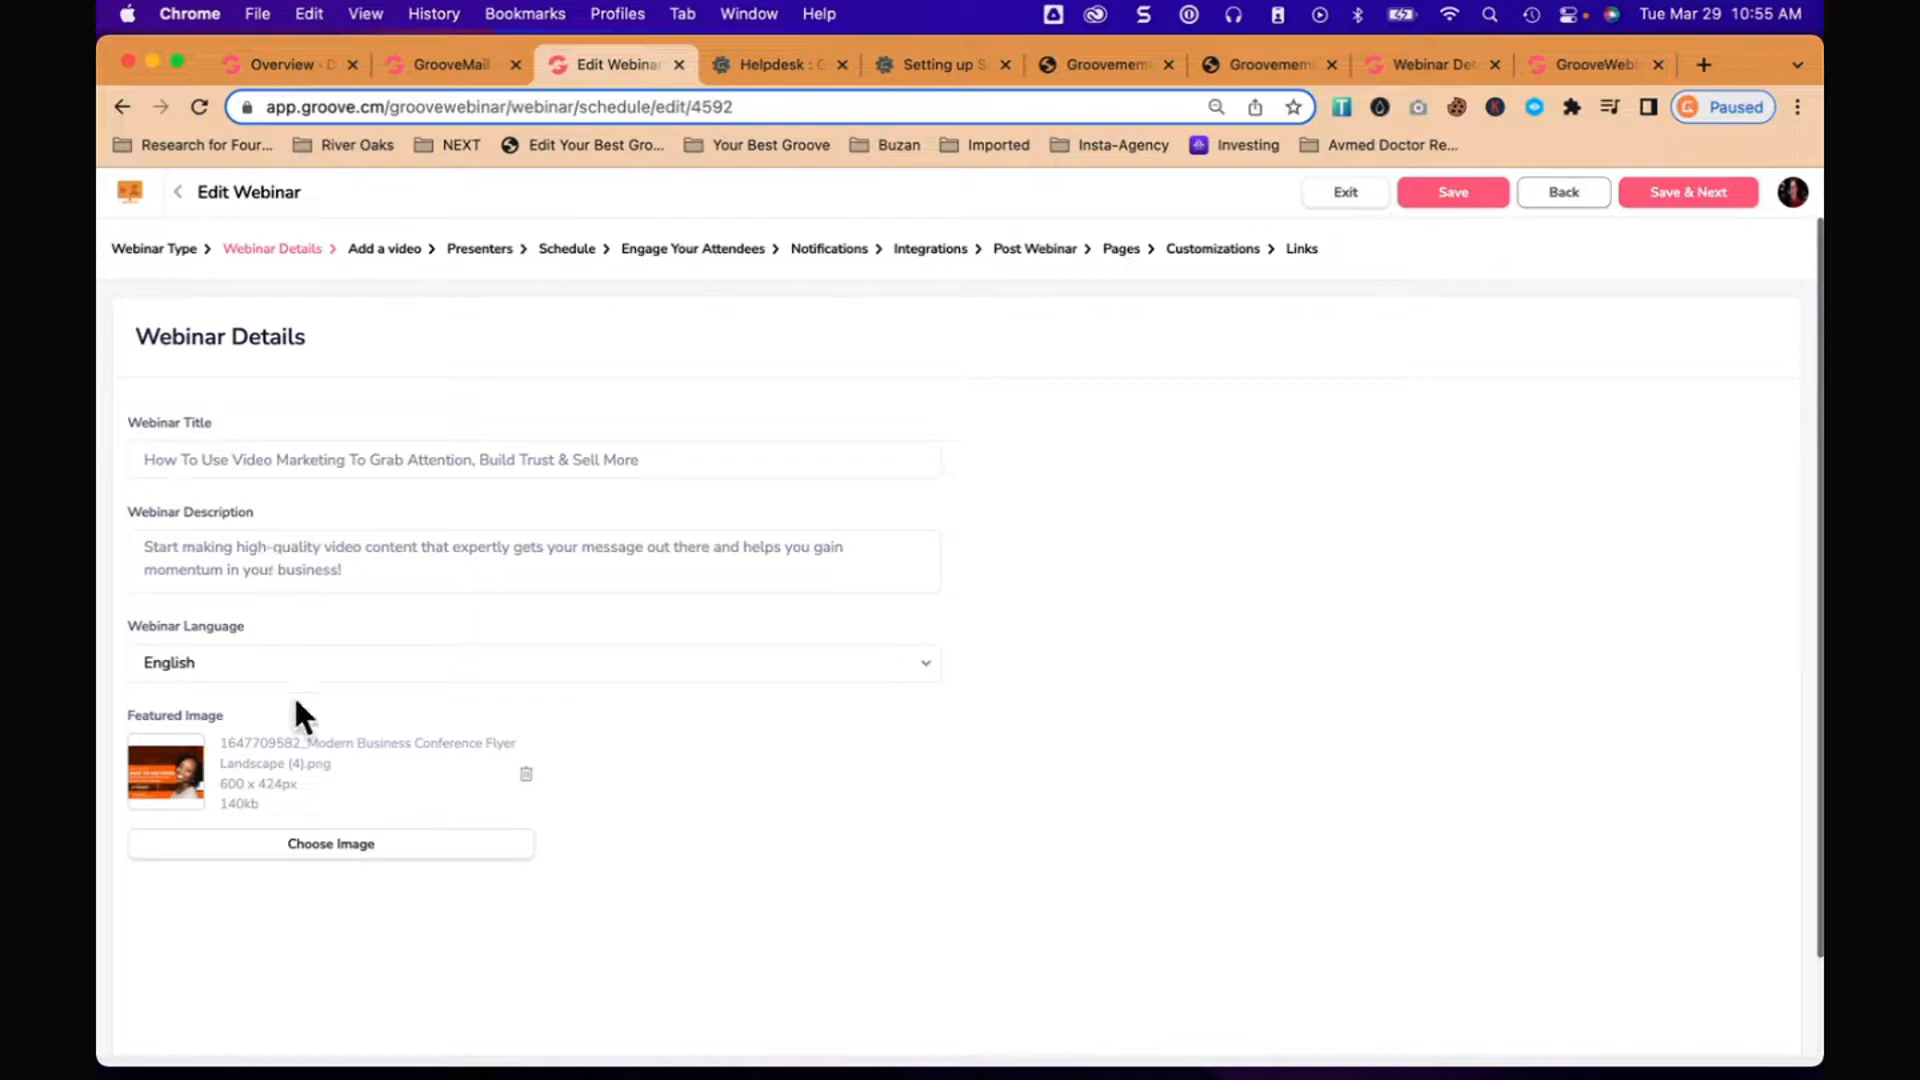 Chrome File Edit View History Bookmarks Profiles Tab Window Help Tue Mar 29 10:55 AM
Overview - D GrooveMail Edit Webinar Helpdesk : G Setting up S Groovemem Groovemem Webinar Det GrooveWebi
app.groove.cm/groovewebinar/webinar/schedule/edit/4592 Paused
Research for Four... River Oaks NEXT Edit Your Best Gro... Your Best Groove Buzan Imported Insta-Agency Investing Avmed Doctor Re...
Edit Webinar Exit Save Back Save & Next
Webinar Type Webinar Details Add a video Presenters Schedule Engage Your Attendees Notifications Integrations Post Webinar Pages Customizations Links
Webinar Details
Webinar Title
How To Use Video Marketing To Grab Attention, Build Trust & Sell More
Webinar Description
Start making high-quality video content that expertly gets your message out there and helps you gain
momentum in your business!
Webinar Language
English
Featured Image
1647709582_Modern Business Conference Flyer
Landscape (4).png
600 x 424px
140kb
Choose Image